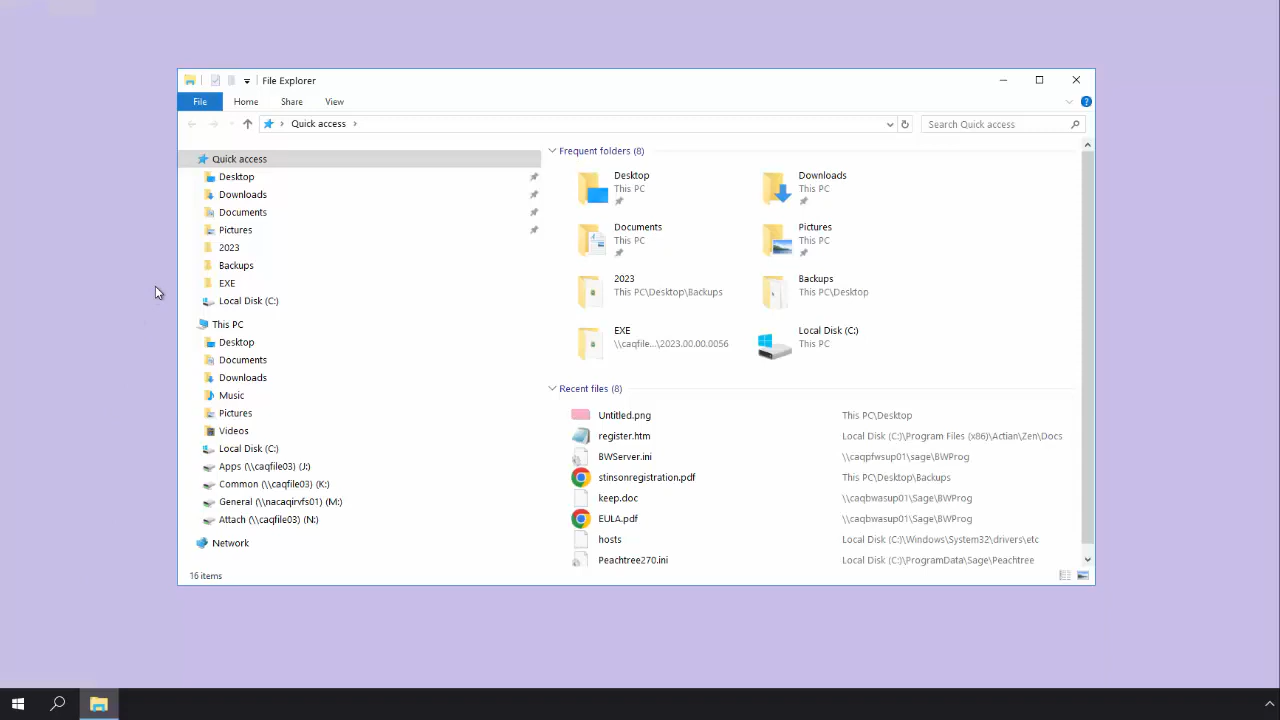 File Explorer
File Home Share View
Quick access
Search Quick access
Quick access
Desktop
Downloads
Documents
Pictures
2023
Backups
EXE
Local Disk (C:)
This PC
Desktop
Documents
Downloads
Music
Pictures
Videos
Local Disk (C:)
Apps (\\caqfile03) (J:)
Common (\\caqfile03) (K:)
General (\\nacaqirvfs01) (M:)
Attach (\\caqfile03) (N:)
Network
Frequent folders (8)
Desktop
This PC
Downloads
This PC
Documents
This PC
Pictures
This PC
2023
This PC\Desktop\Backups
Backups
This PC\Desktop
EXE
\\caqfile...\2023.00.00.0056
Local Disk (C:)
This PC
Recent files (8)
Untitled.png This PC\Desktop
register.htm Local Disk (C:)\Program Files (x86)\Actian\Zen\Docs
BWServer.ini \\caqpfwsup01\sage\BWProg
stinsonregistration.pdf This PC\Desktop\Backups
keep.doc \\caqbwasup01\Sage\BWProg
EULA.pdf \\caqbwasup01\Sage\BWProg
hosts Local Disk (C:)\Windows\System32\drivers\etc
Peachtree270.ini Local Disk (C:)\ProgramData\Sage\Peachtree
16 items